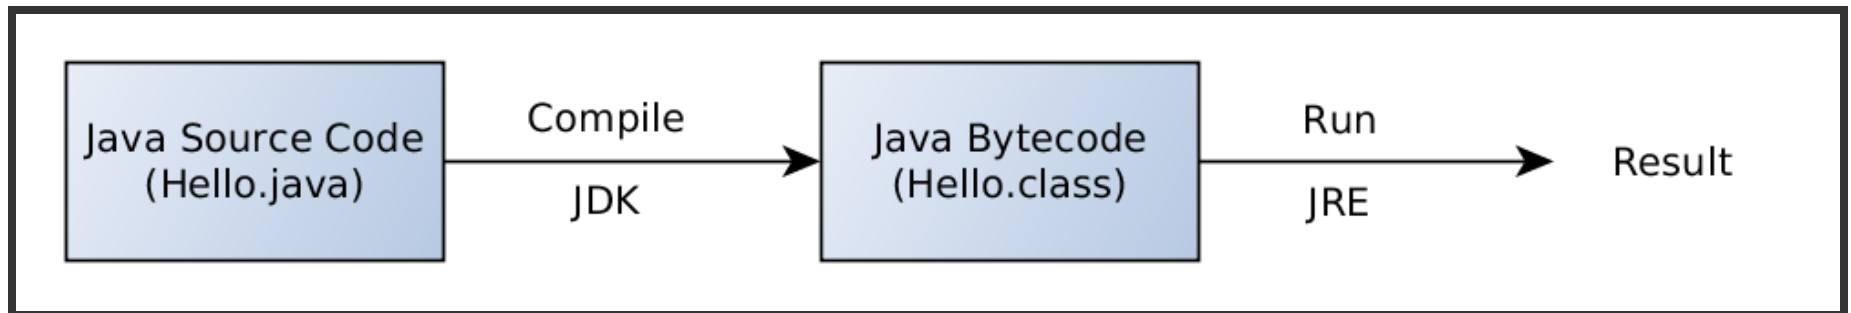 Java Source Code
(Hello.java)
Compile
JDK
Java Bytecode
(Hello.class)
Run
JRE
Result